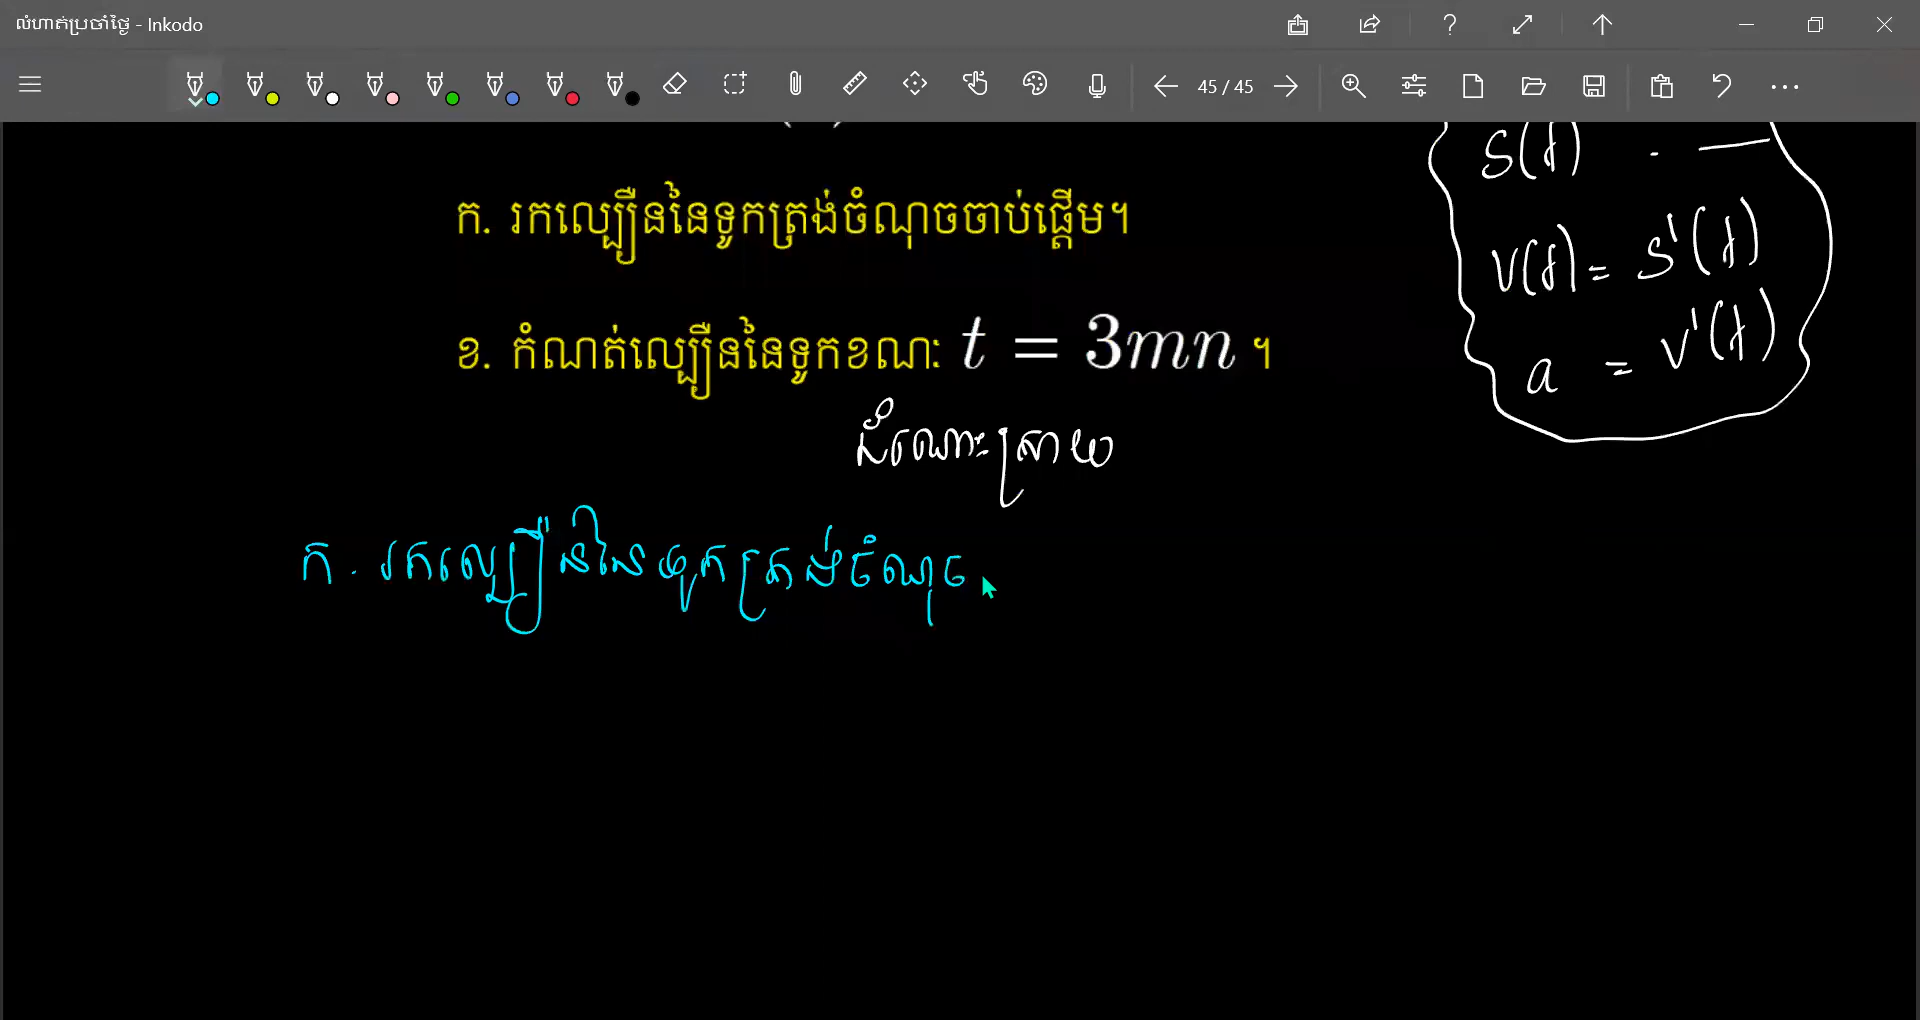 លំហាត់ប្រចាំថ្ងៃ - Inkodo
45 / 45
S(t)
ក. រកល្បឿននៃទូកត្រង់ចំណុចចាប់ផ្តើម។
V(t) = S'(t)
ខ. កំណត់ល្បឿននៃទូកខណៈ t = 3mn ។
a = V'(t)
ដំណោះស្រាយ
ក. រកល្បឿននៃទូកត្រង់ចំណុច